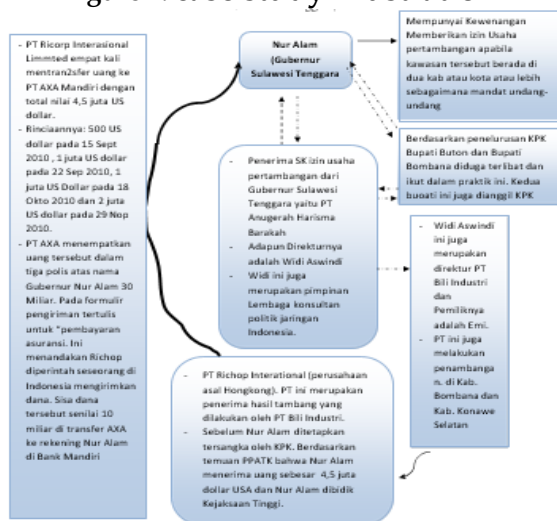 - PT Ricorp Interasional
Limmted empat kali
mentran2sfer uang ke
PT AXA Mandiri dengan
total nilai 4,5 juta US
dollar.
- Rinciaannya: 500 US
dollar pada 15 Sept
2010 , 1 juta US dollar
pada 22 Sep 2010, 1
juta US Dollar pada 18
Okto 2010 dan 2 juta
US dollar pada 29 Nop
2010.
- PT AXA menempatkan
uang tersebut dalam
tiga polis atas nama
Gubernur Nur Alam 30
Miliar. Pada formulir
pengiriman tertulis
untuk "pembayaran
asuransi. Ini
menandakan Richop
diperintah seseorang di
Indonesia mengirimkan
dana. Sisa dana
tersebut senilai 10
miliar di transfer AXA
ke rekening Nur Alam
di Bank Mandiri
Nur Alam
(Gubernur
Sulawesi Tenggara
Mempunyai Kewenangan
Memberikan izin Usaha
pertambangan apabila
kawasan tersebut berada di
dua kab atau kota atau lebih
sebagaimana mandat undang-
undang
Berdasarkan penelurusan KPK
Bupati Buton dan Bupati
Bombana diduga terlibat dan
ikut dalam praktik ini. Kedua
bupati ini juga dianggil KPK
- Penerima SK izin usaha
pertambangan dari
Gubernur Sulawesi
Tenggara yaitu PT
Anugerah Harisma
Barakah
- Adapun Direkturnya
adalah Widi Aswindi
- Widi ini juga
merupakan pimpinan
Lembaga konsultan
politik jaringan
Indonesia.
- Widi Aswindi
ini juga
merupakan
direktur PT
Bili Industri
dan
Pemiliknya
adalah Emi.
- PT ini juga
melakukan
penambanga
n. di Kab.
Bombana dan
Kab. Konawe
Selatan
- PT Richop Interational (perusahaan
asal Hongkong). PT ini merupakan
penerima hasil tambang yang
dilakukan oleh PT Bili Industri.
- Sebelum Nur Alam ditetapkan
tersangka oleh KPK. Berdasarkan
temuan PPATK bahwa Nur Alam
menerima uang sebesar 4,5 juta
dollar USA dan Nur Alam dibidik
Kejaksaan Tinggi.